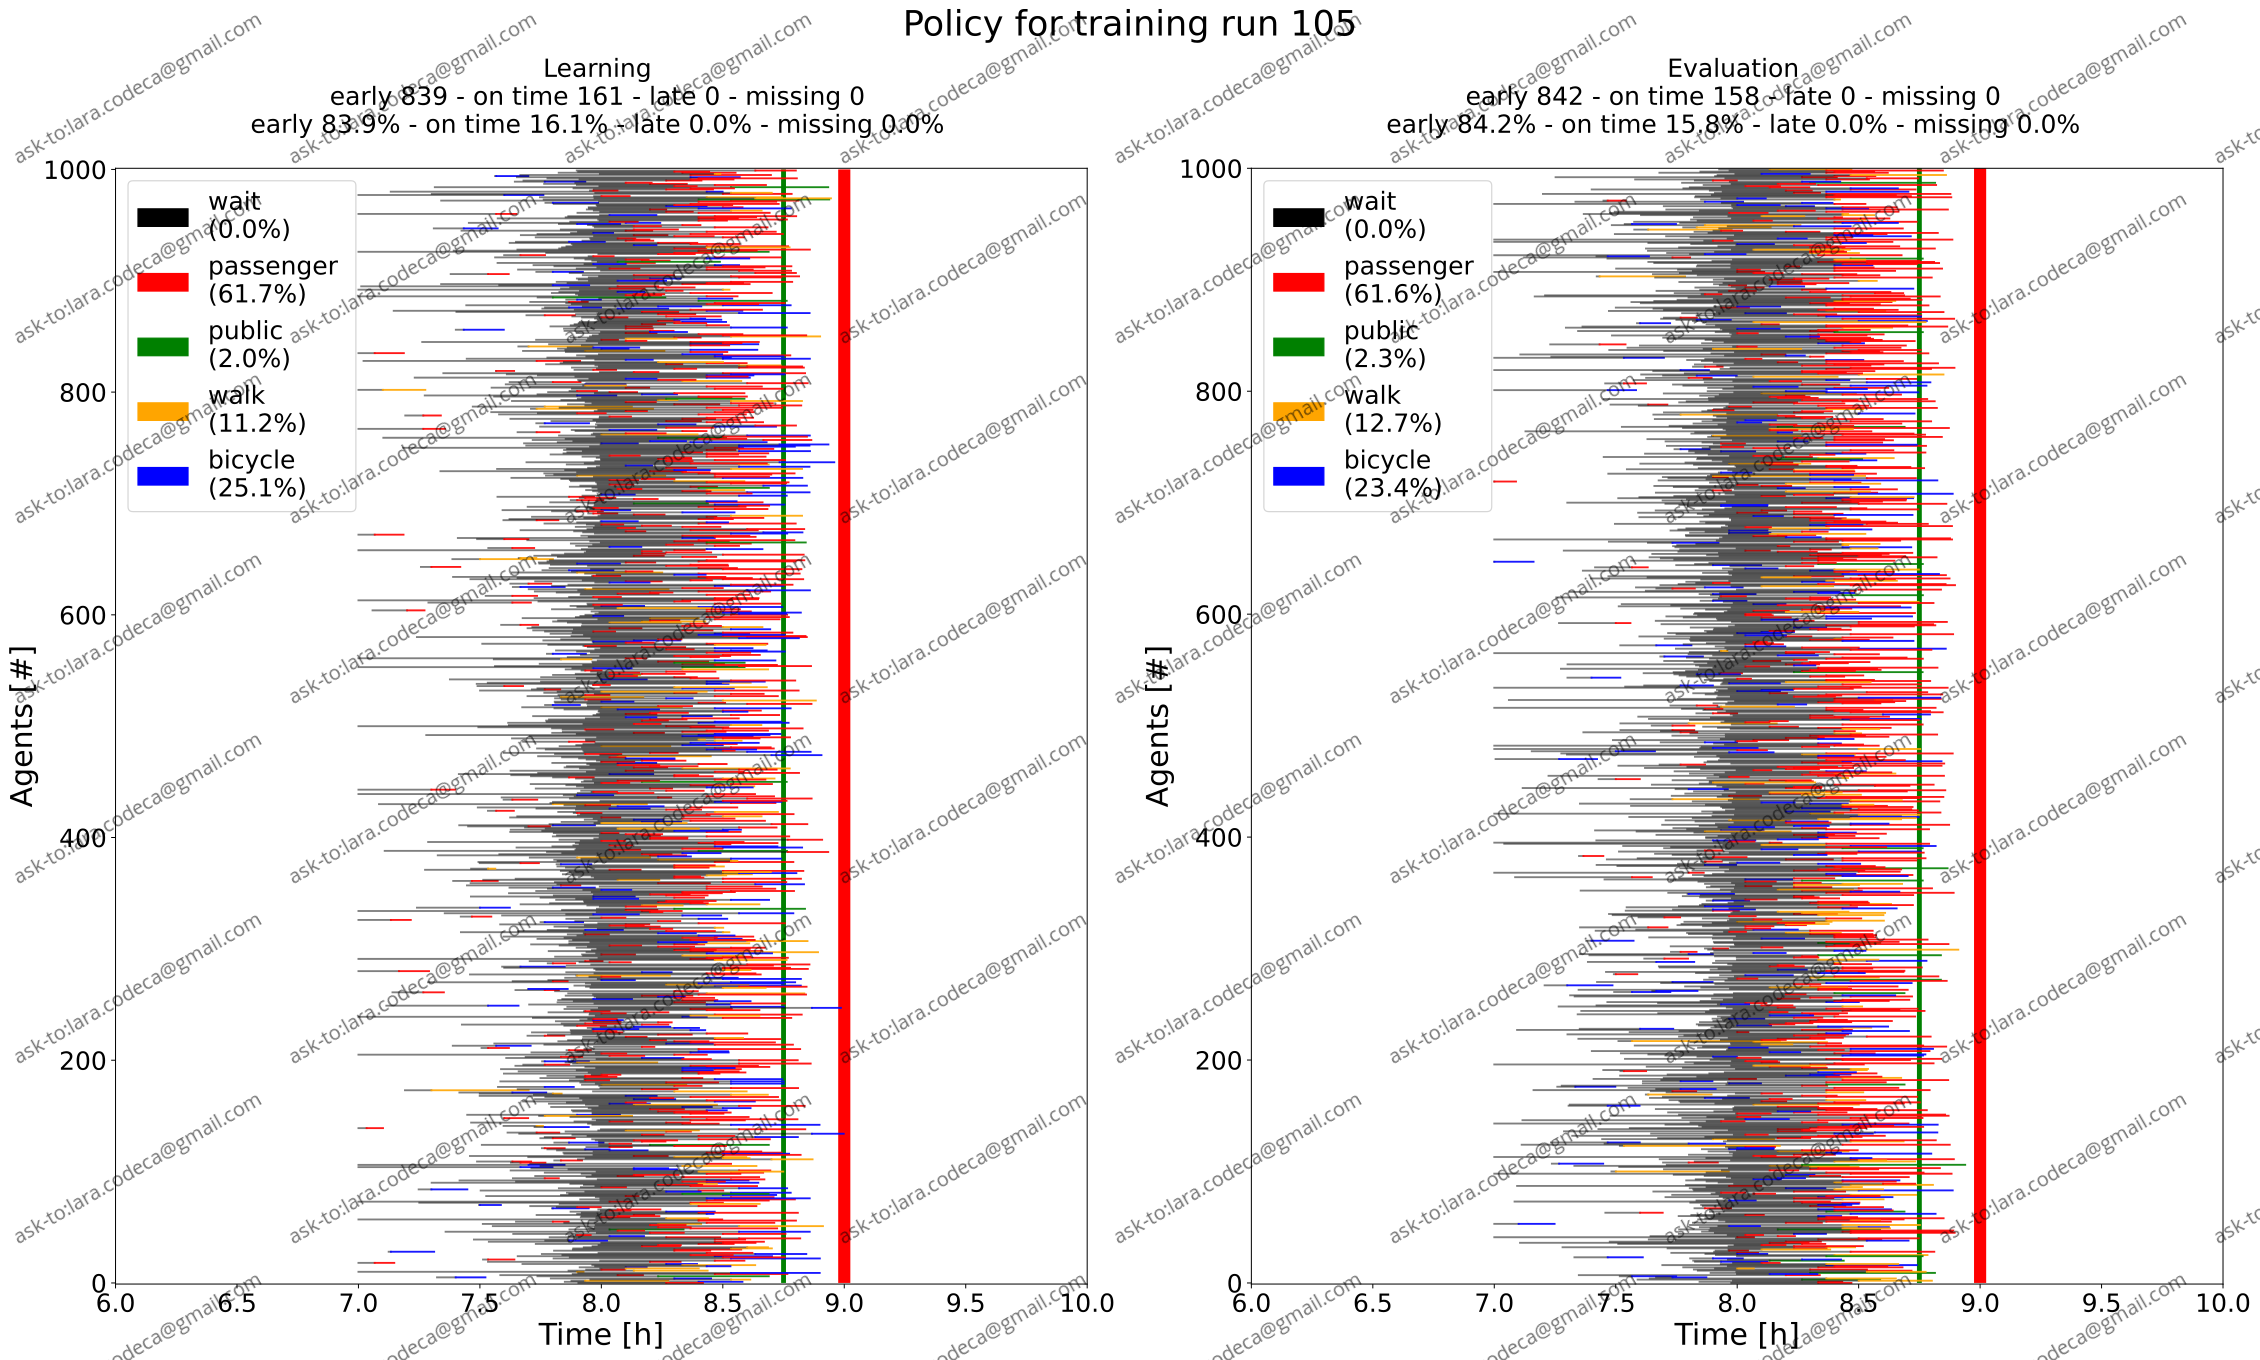 Policy for training run 105
Learning
early 839 - on time 161 - late 0 - missing 0
early 83.9% - on time 16.1% - late 0.0% - missing 0.0%
Agents [#]
1000
800
600
400
200
0
wait
(0.0%)
passenger
(61.7%)
public
(2.0%)
walk
(11.2%)
bicycle
(25.1%)
6.0 6.5 7.0 7.5 8.0 8.5 9.0 9.5 10.0
Time [h]
Evaluation
early 842 - on time 158 - late 0 - missing 0
early 84.2% - on time 15.8% - late 0.0% - missing 0.0%
Agents [#]
1000
800
600
400
200
0
wait
(0.0%)
passenger
(61.6%)
public
(2.3%)
walk
(12.7%)
bicycle
(23.4%)
6.0 6.5 7.0 7.5 8.0 8.5 9.0 9.5 10.0
Time [h]
ask-to:lara.codeca@gmail.com